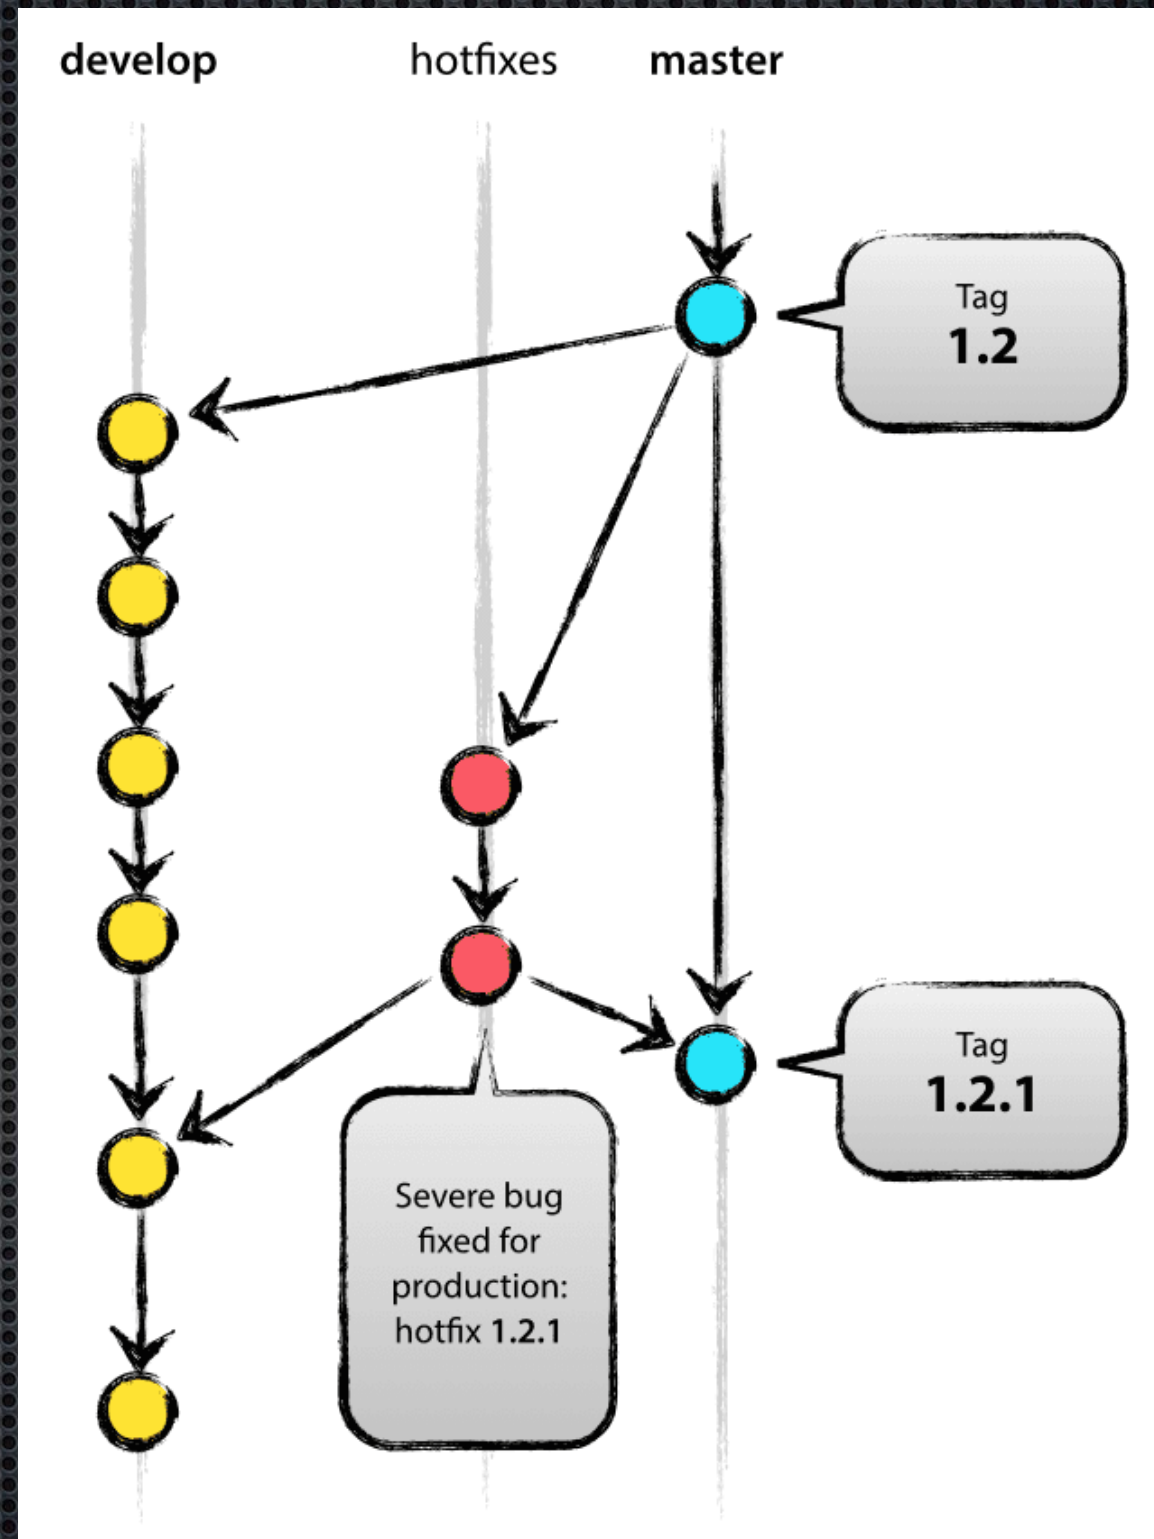 develop
hotfixes
master
Tag
1.2
Tag
1.2.1
Severe bug
fixed for
production:
hotfix 1.2.1